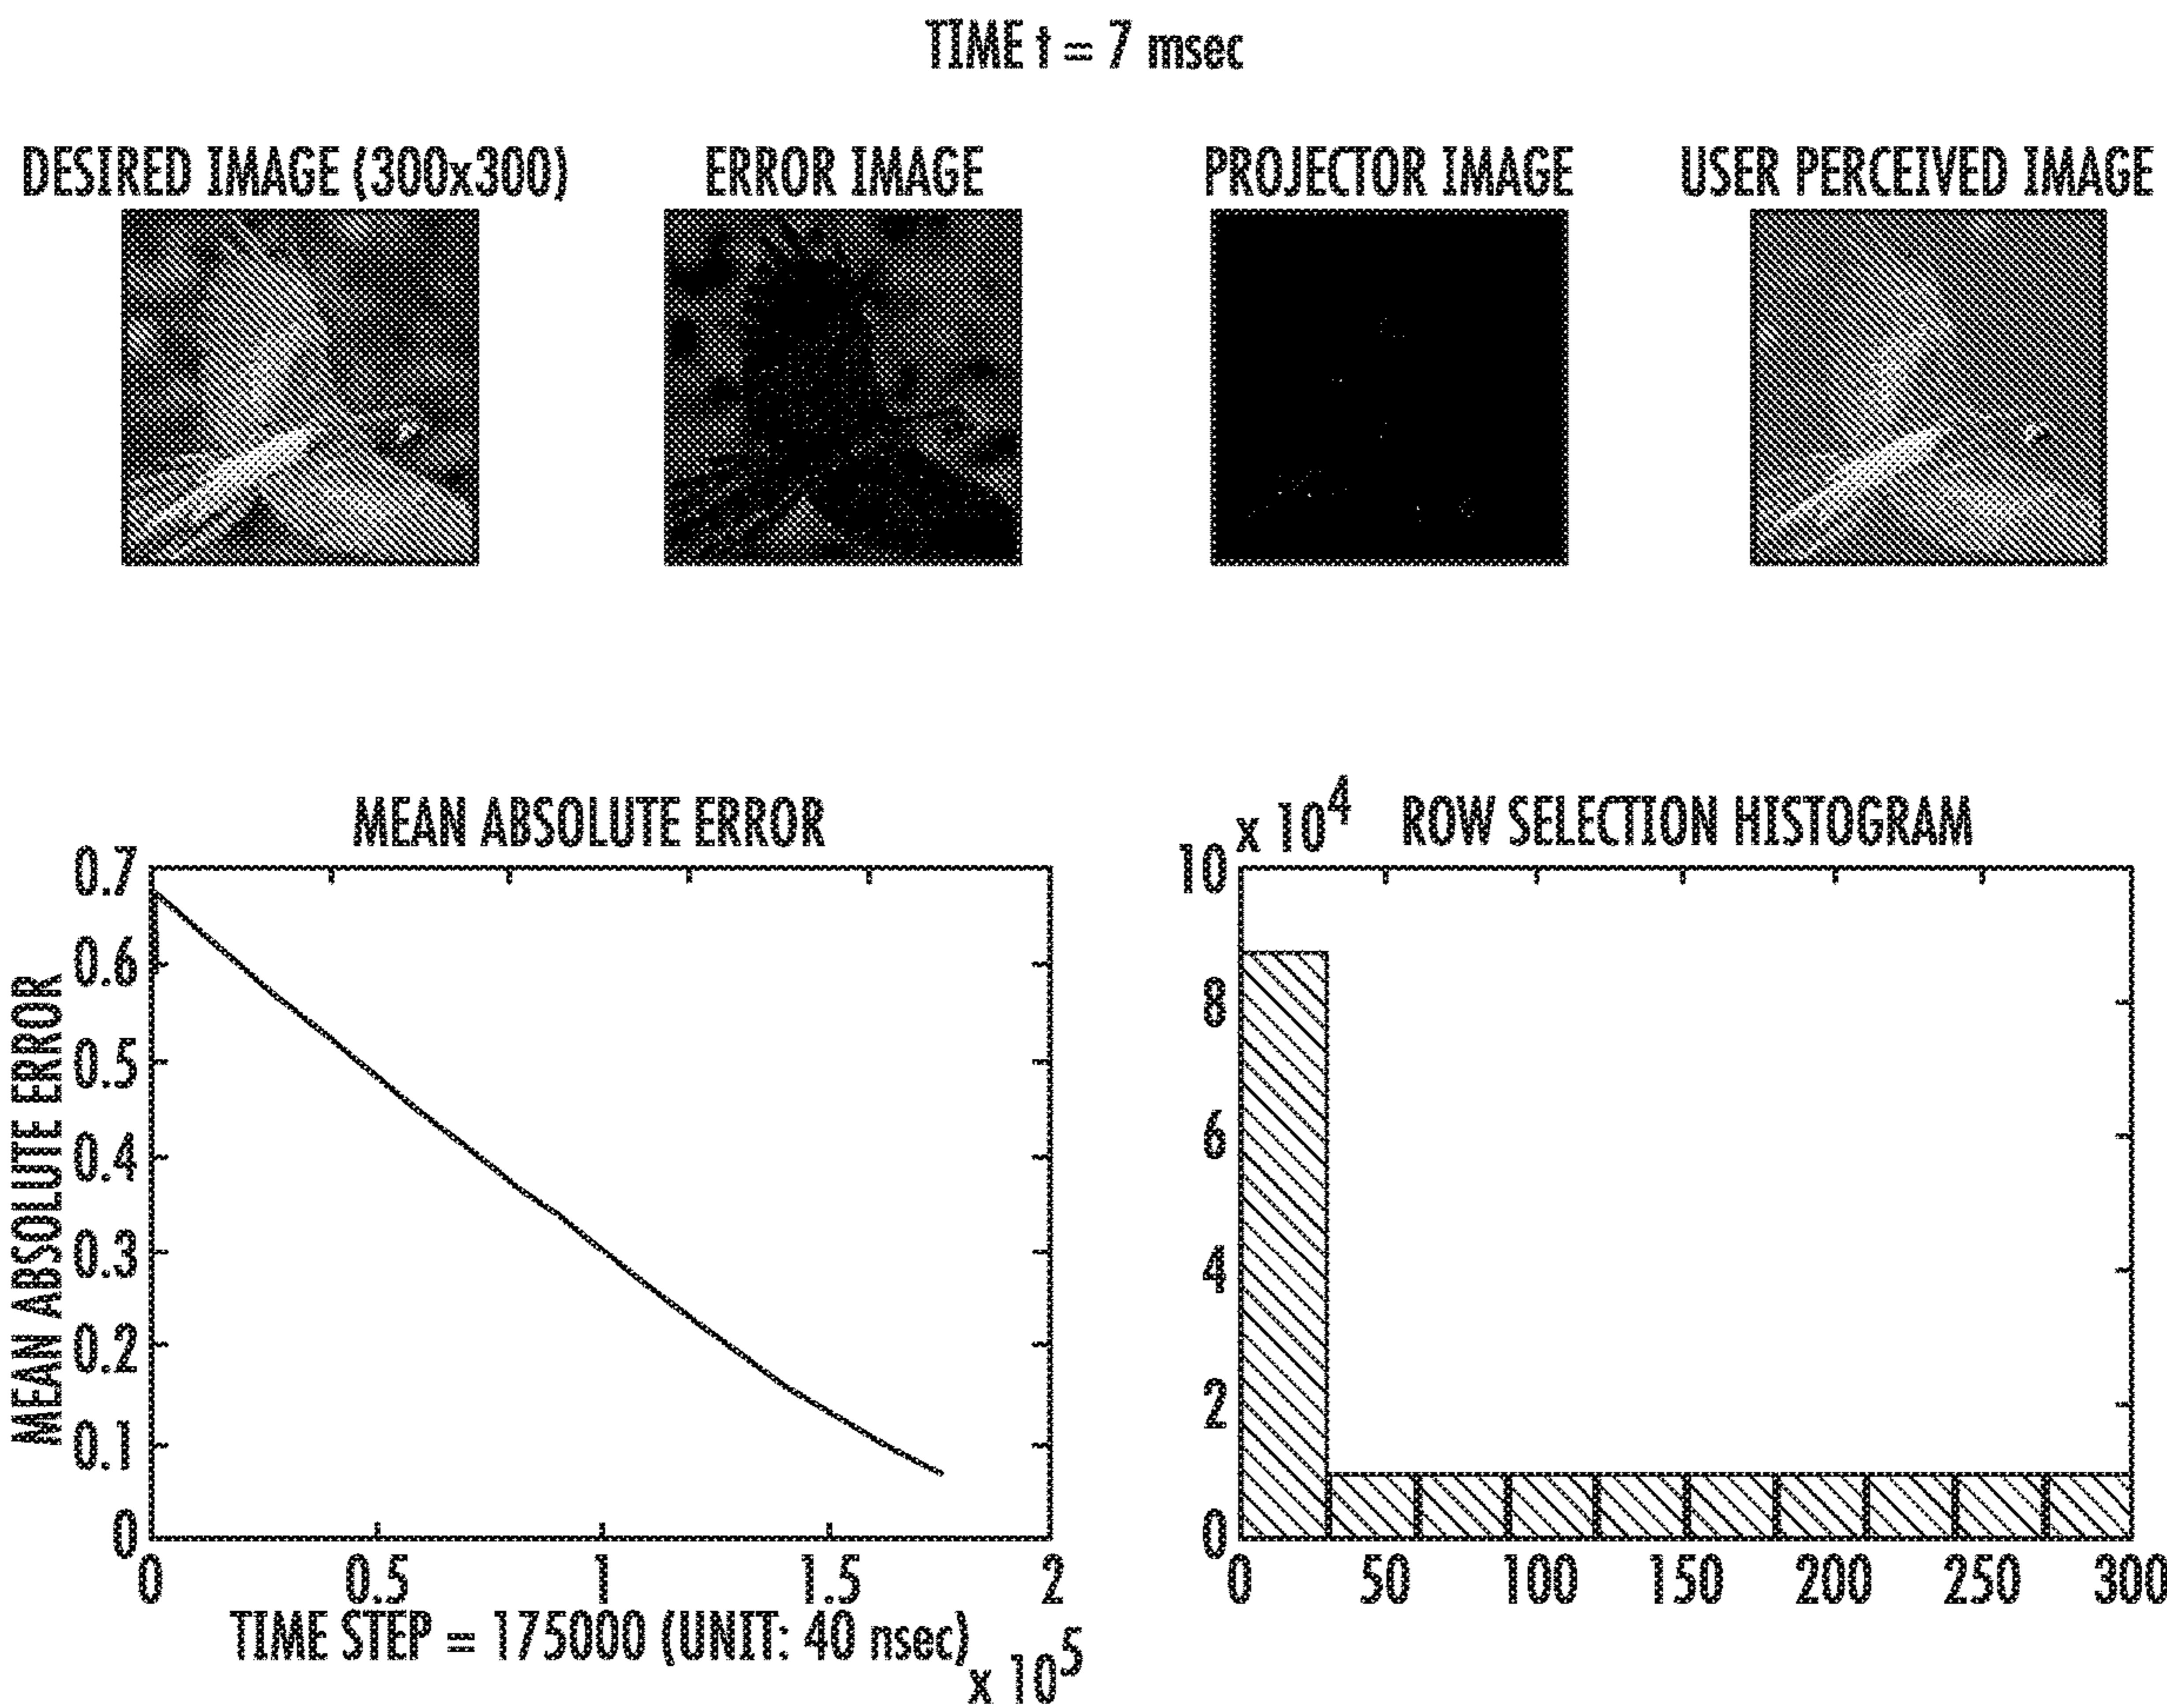 TIME t = 7 msec
DESIRED IMAGE (300x300)
ERROR IMAGE
PROJECTOR IMAGE
USER PERCEIVED IMAGE
MEAN ABSOLUTE ERROR
0.7
0.6
0.5
0.4
0.3
0.2
0.1
0
MEAN ABSOLUTE ERROR
0 0.5 1 1.5 2
TIME STEP = 175000 (UNIT: 40 nsec)
x 10^5
x 10^4
ROW SELECTION HISTOGRAM
10
8
6
4
2
0
0 50 100 150 200 250 300